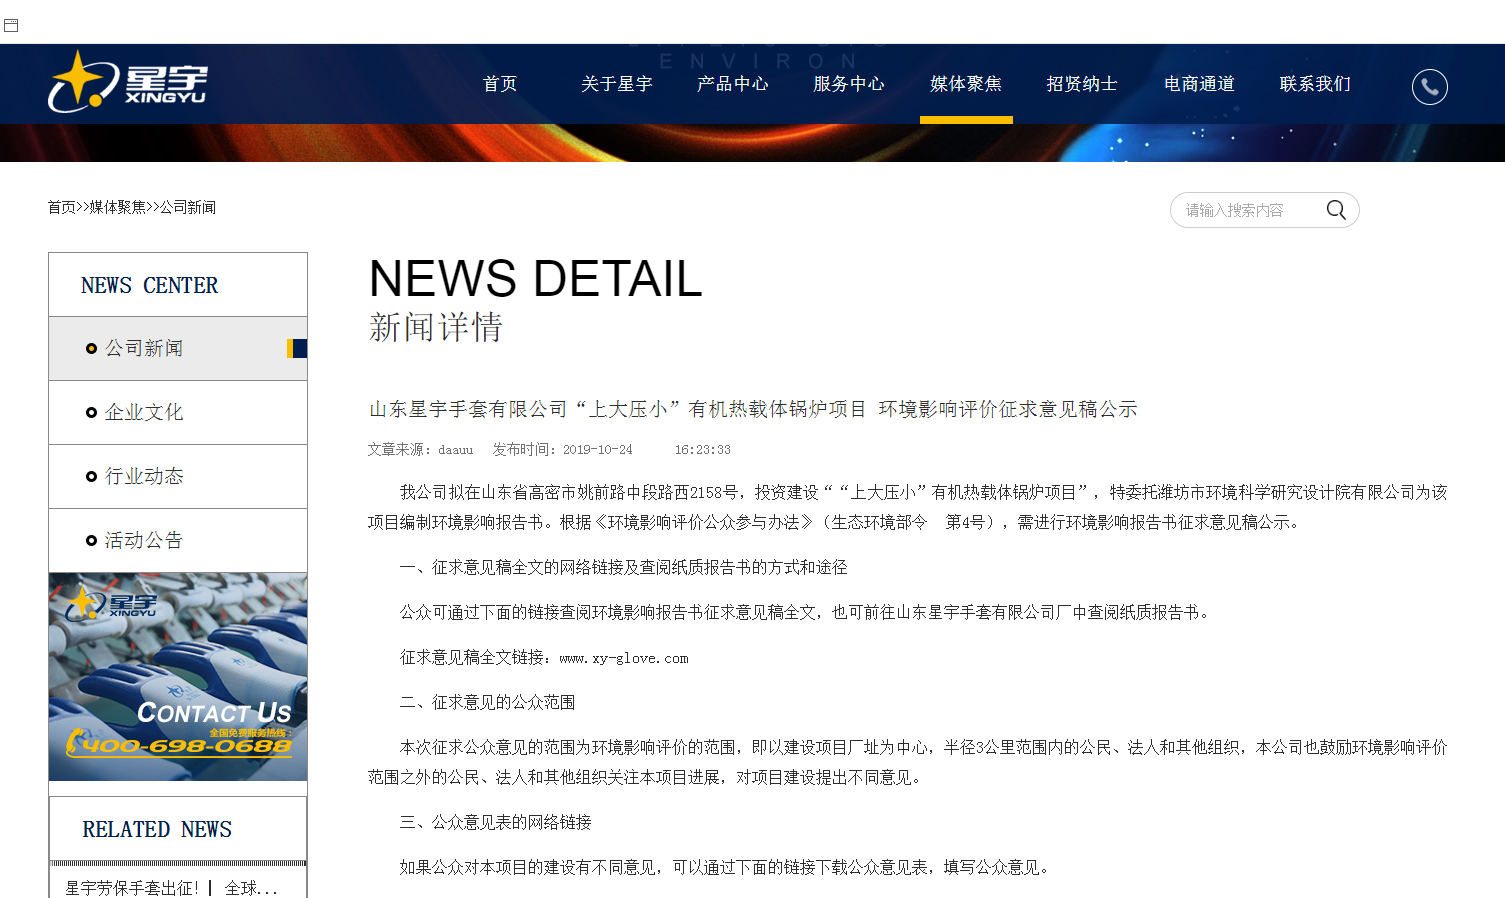 ENVIRON
星宇
XINGYU
首页 关于星宇 产品中心 服务中心 媒体聚焦 招贤纳士 电商通道 联系我们
首页>>媒体聚焦>>公司新闻
请输入搜索内容
NEWS CENTER
公司新闻
企业文化
行业动态
活动公告
星宇
XINGYU
CONTACT US
全国免费服务热线
400-698-0688
RELATED NEWS
星宇劳保手套出征！┃ 全球...
NEWS DETAIL
新闻详情
山东星宇手套有限公司“上大压小”有机热载体锅炉项目 环境影响评价征求意见稿公示
文章来源：daauu 发布时间：2019-10-24 16:23:33
我公司拟在山东省高密市姚前路中段路西2158号，投资建设““上大压小”有机热载体锅炉项目”，特委托潍坊市环境科学研究设计院有限公司为该
项目编制环境影响报告书。根据《环境影响评价公众参与办法》（生态环境部令 第4号），需进行环境影响报告书征求意见稿公示。
一、征求意见稿全文的网络链接及查阅纸质报告书的方式和途径
公众可通过下面的链接查阅环境影响报告书征求意见稿全文，也可前往山东星宇手套有限公司厂中查阅纸质报告书。
征求意见稿全文链接：www.xy-glove.com
二、征求意见的公众范围
本次征求公众意见的范围为环境影响评价的范围，即以建设项目厂址为中心，半径3公里范围内的公民、法人和其他组织，本公司也鼓励环境影响评价
范围之外的公民、法人和其他组织关注本项目进展，对项目建设提出不同意见。
三、公众意见表的网络链接
如果公众对本项目的建设有不同意见，可以通过下面的链接下载公众意见表，填写公众意见。